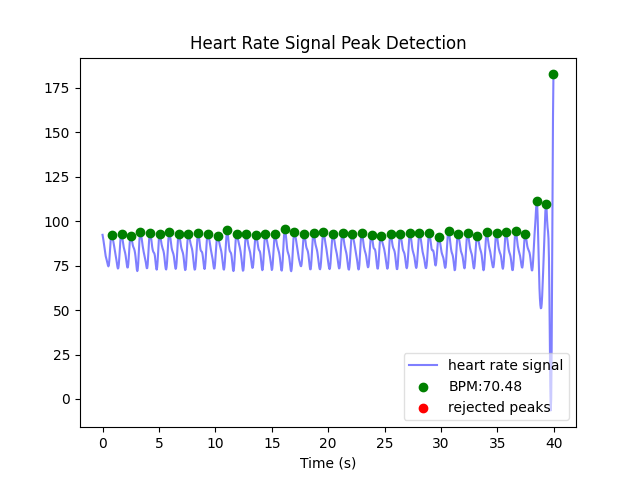 Heart Rate Signal Peak Detection
175
150
125
100
75
50
25
0
heart rate signal
BPM:70.48
rejected peaks
0 5 10 15 20 25 30 35 40
Time (s)